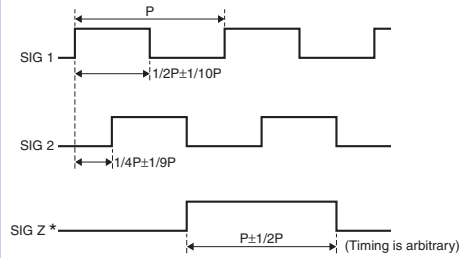 P
SIG 1
1/2P±1/10P
SIG 2
1/4P±1/9P
SIG Z *
P±1/2P
(Timing is arbitrary)